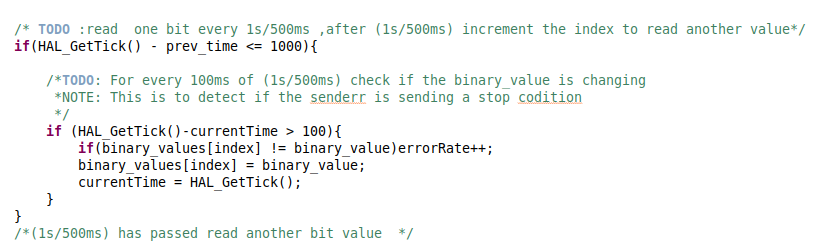 /* TODO :read  one bit every 1s/500ms ,after (1s/500ms) increment the index to read another value*/
if(HAL_GetTick() - prev_time <= 1000){
/*TODO: For every 100ms of (1s/500ms) check if the binary_value is changing
*NOTE: This is to detect if the senderr is sending a stop codition
*/
if (HAL_GetTick()-currentTime > 100){
if(binary_values[index] != binary_value)errorRate++;
binary_values[index] = binary_value;
currentTime = HAL_GetTick();
}
}
/*(1s/500ms) has passed read another bit value  */